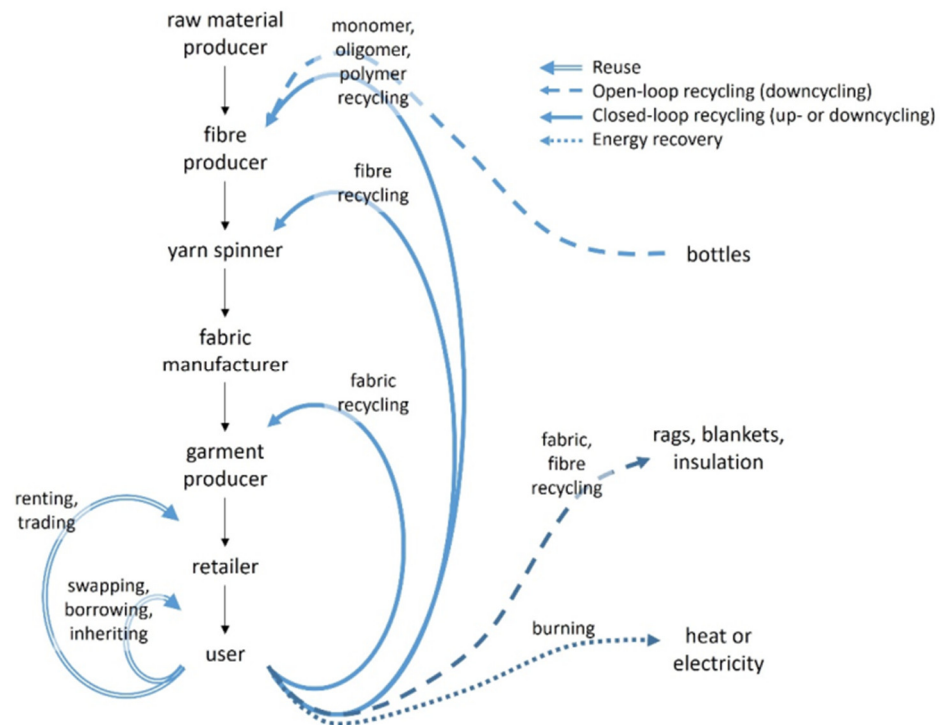 raw material
producer
monomer,
oligomer,
polymer
recycling
Reuse
Open-loop recycling (downcycling)
Closed-loop recycling (up- or downcycling)
Energy recovery
fibre
producer
fibre
recycling
yarn spinner
bottles
fabric
manufacturer
fabric
recycling
garment
producer
fabric,
fibre
recycling
rags, blankets,
insulation
renting,
trading
retailer
swapping,
borrowing,
inheriting
user
burning
heat or
electricity